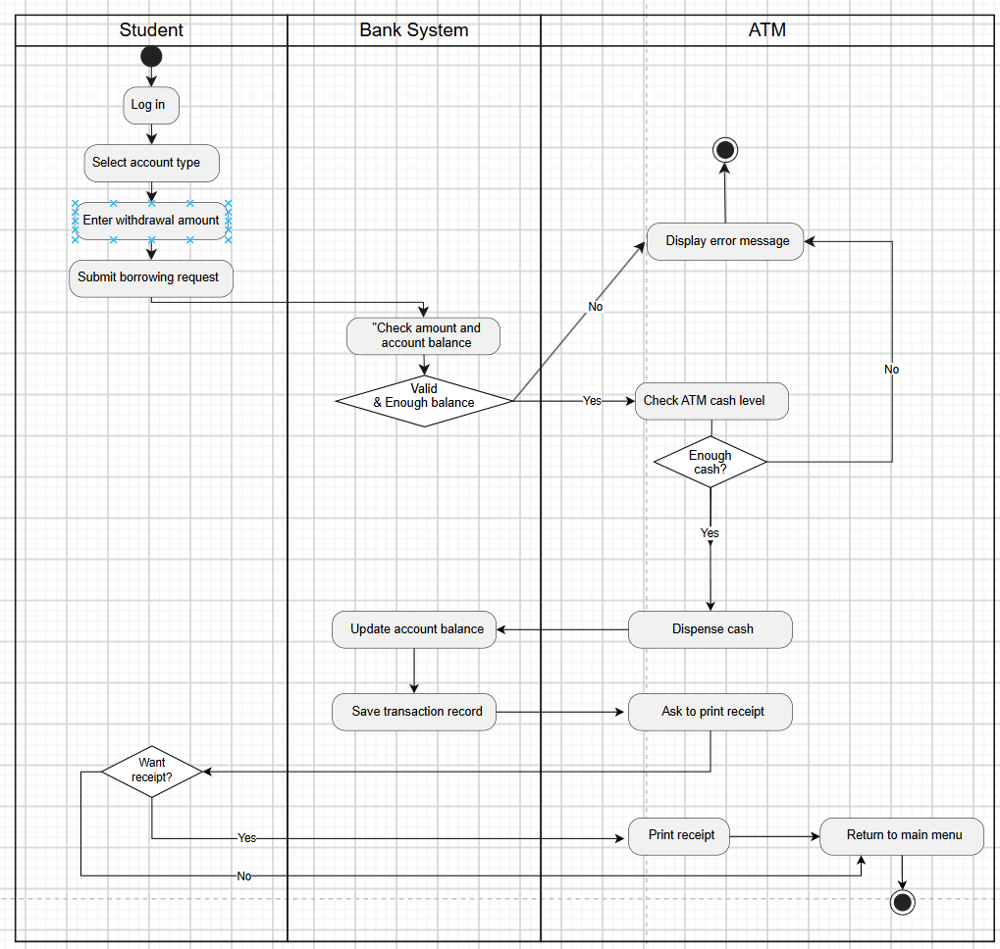 Student
Bank System
ATM
Log in
Select account type
Enter withdrawal amount
Display error message
Submit borrowing request
No
"Check amount and
account balance
No
Valid
& Enough balance
Yes
Check ATM cash level
Enough
cash?
Yes
Update account balance
Dispense cash
Save transaction record
Ask to print receipt
Want
receipt?
Yes
Print receipt
Return to main menu
No